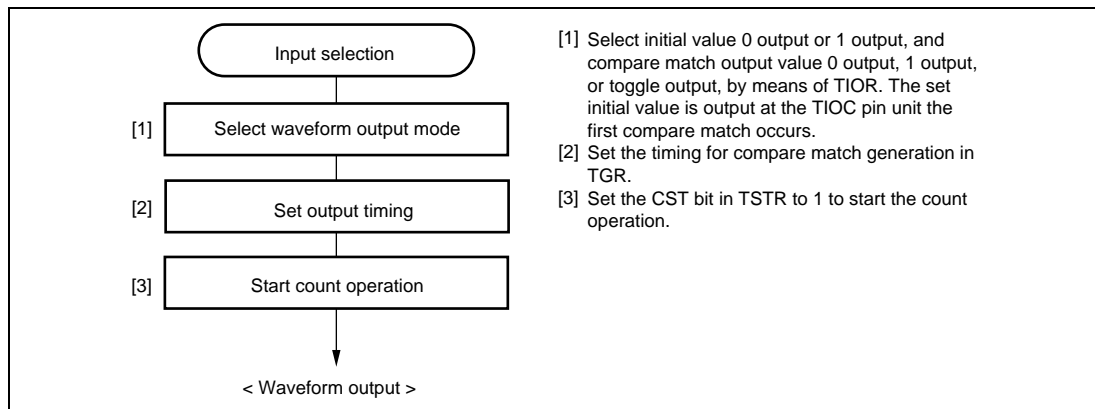 Input selection
[1] Select waveform output mode
[2] Set output timing
[3] Start count operation
< Waveform output >
[1] Select initial value 0 output or 1 output, and
compare match output value 0 output, 1 output,
or toggle output, by means of TIOR. The set
initial value is output at the TIOC pin unit the
first compare match occurs.
[2] Set the timing for compare match generation in
TGR.
[3] Set the CST bit in TSTR to 1 to start the count
operation.